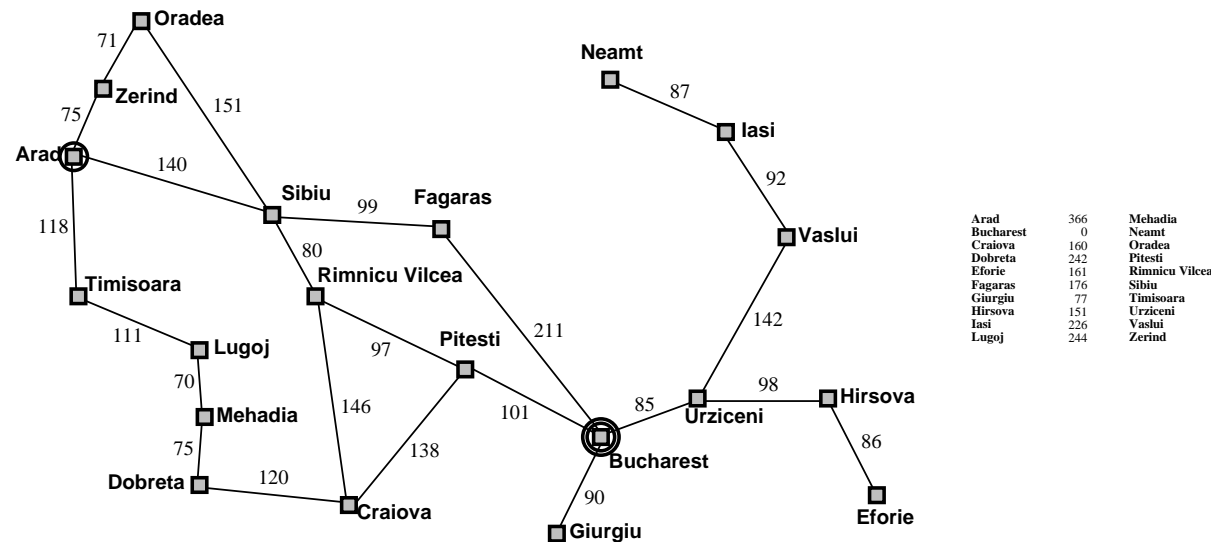 Oradea
71
Neamt
Zerind
87
75
151
Iasi
Arad
140
92
Sibiu
Fagaras
99
118
Vaslui
80
Timisoara
Rimnicu Vilcea
211
142
111
Lugoj
97
Pitesti
70
98
Hirsova
146
101
85
Urziceni
Mehadia
86
75
138
Bucharest
Dobreta
120
90
Craiova
Eforie
Giurgiu
Arad 366 Mehadia
Bucharest 0 Neamt
Craiova 160 Oradea
Dobreta 242 Pitesti
Eforie 161 Rimnicu Vilcea
Fagaras 176 Sibiu
Giurgiu 77 Timisoara
Hirsova 151 Urziceni
Iasi 226 Vaslui
Lugoj 244 Zerind